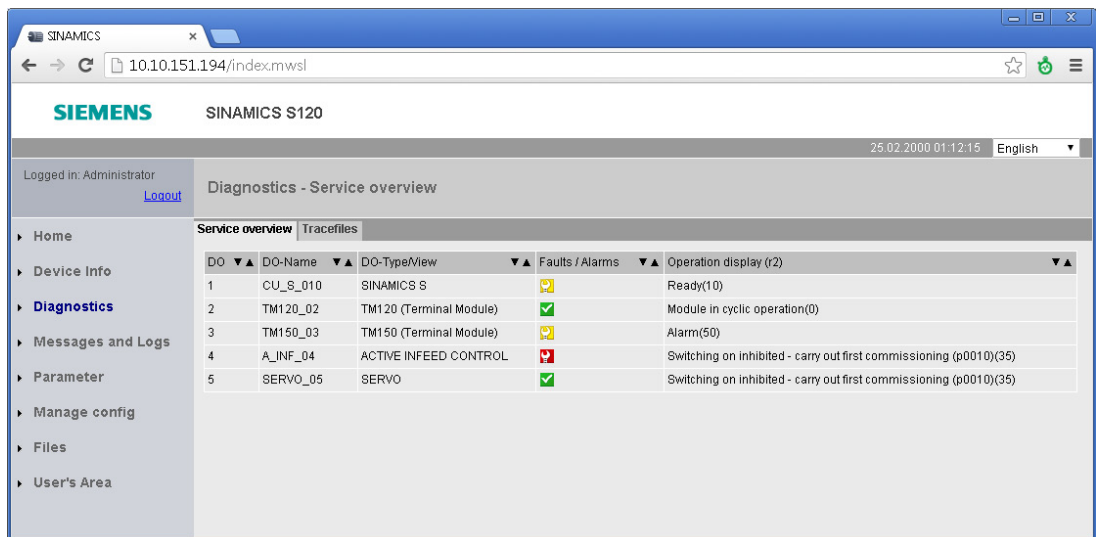 SINAMICS
10.10.151.194/index.mwsl
SIEMENS SINAMICS S120
25.02.2000 01:12:15 English
Logged in: Administrator
Logout
Diagnostics - Service overview
Service overview Tracefiles
Home
Device Info
Diagnostics
Messages and Logs
Parameter
Manage config
Files
User's Area
DO DO-Name DO-Type/View Faults / Alarms Operation display (r2)
1 CU_S_010 SINAMICS S Ready(10)
2 TM120_02 TM120 (Terminal Module) Module in cyclic operation(0)
3 TM150_03 TM150 (Terminal Module) Alarm(50)
4 A_INF_04 ACTIVE INFEED CONTROL Switching on inhibited - carry out first commissioning (p0010)(35)
5 SERVO_05 SERVO Switching on inhibited - carry out first commissioning (p0010)(35)